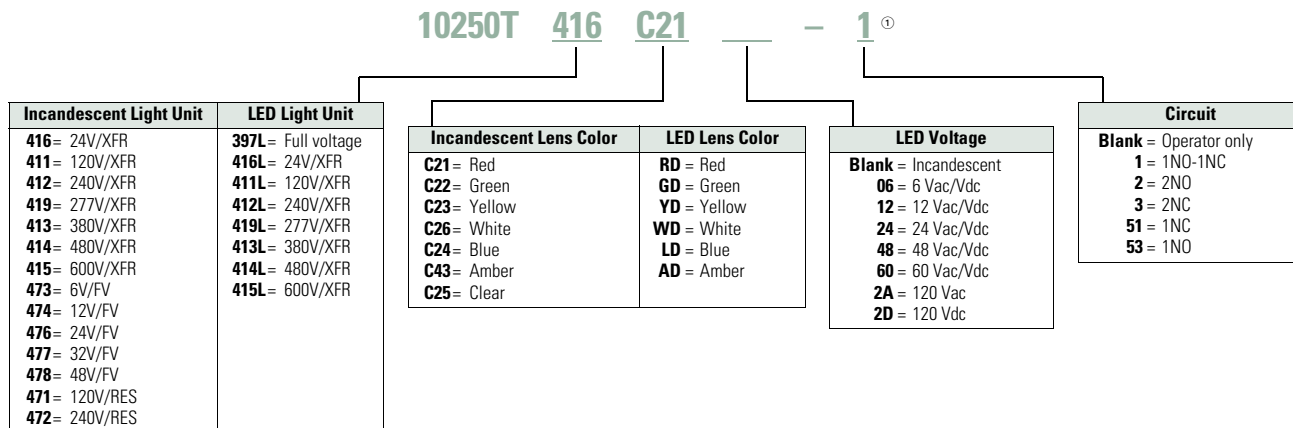 10250T 416 C21 ___ – 1 ①
Incandescent Light Unit
416 = 24V/XFR
411 = 120V/XFR
412 = 240V/XFR
419 = 277V/XFR
413 = 380V/XFR
414 = 480V/XFR
415 = 600V/XFR
473 = 6V/FV
474 = 12V/FV
476 = 24V/FV
477 = 32V/FV
478 = 48V/FV
471 = 120V/RES
472 = 240V/RES
LED Light Unit
397L = Full voltage
416L = 24V/XFR
411L = 120V/XFR
412L = 240V/XFR
419L = 277V/XFR
413L = 380V/XFR
414L = 480V/XFR
415L = 600V/XFR
Incandescent Lens Color
C21 = Red
C22 = Green
C23 = Yellow
C26 = White
C24 = Blue
C43 = Amber
C25 = Clear
LED Lens Color
RD = Red
GD = Green
YD = Yellow
WD = White
LD = Blue
AD = Amber
LED Voltage
Blank = Incandescent
06 = 6 Vac/Vdc
12 = 12 Vac/Vdc
24 = 24 Vac/Vdc
48 = 48 Vac/Vdc
60 = 60 Vac/Vdc
2A = 120 Vac
2D = 120 Vdc
Circuit
Blank = Operator only
1 = 1NO-1NC
2 = 2NO
3 = 2NC
51 = 1NC
53 = 1NO